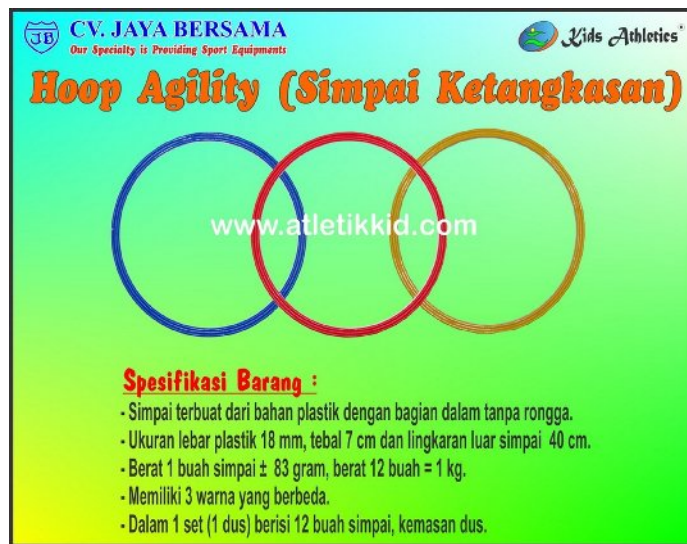 JB CV. JAYA BERSAMA
Our Specialty is Providing Sport Equipments
Kids Athletics
Hoop Agility (Simpai Ketangkasan)
www.atletikkid.com
Spesifikasi Barang :
- Simpai terbuat dari bahan plastik dengan bagian dalam tanpa rongga.
- Ukuran lebar plastik 18 mm, tebal 7 cm dan lingkaran luar simpai 40 cm.
- Berat 1 buah simpai ± 83 gram, berat 12 buah = 1 kg.
- Memiliki 3 warna yang berbeda.
- Dalam 1 set (1 dus) berisi 12 buah simpai, kemasan dus.